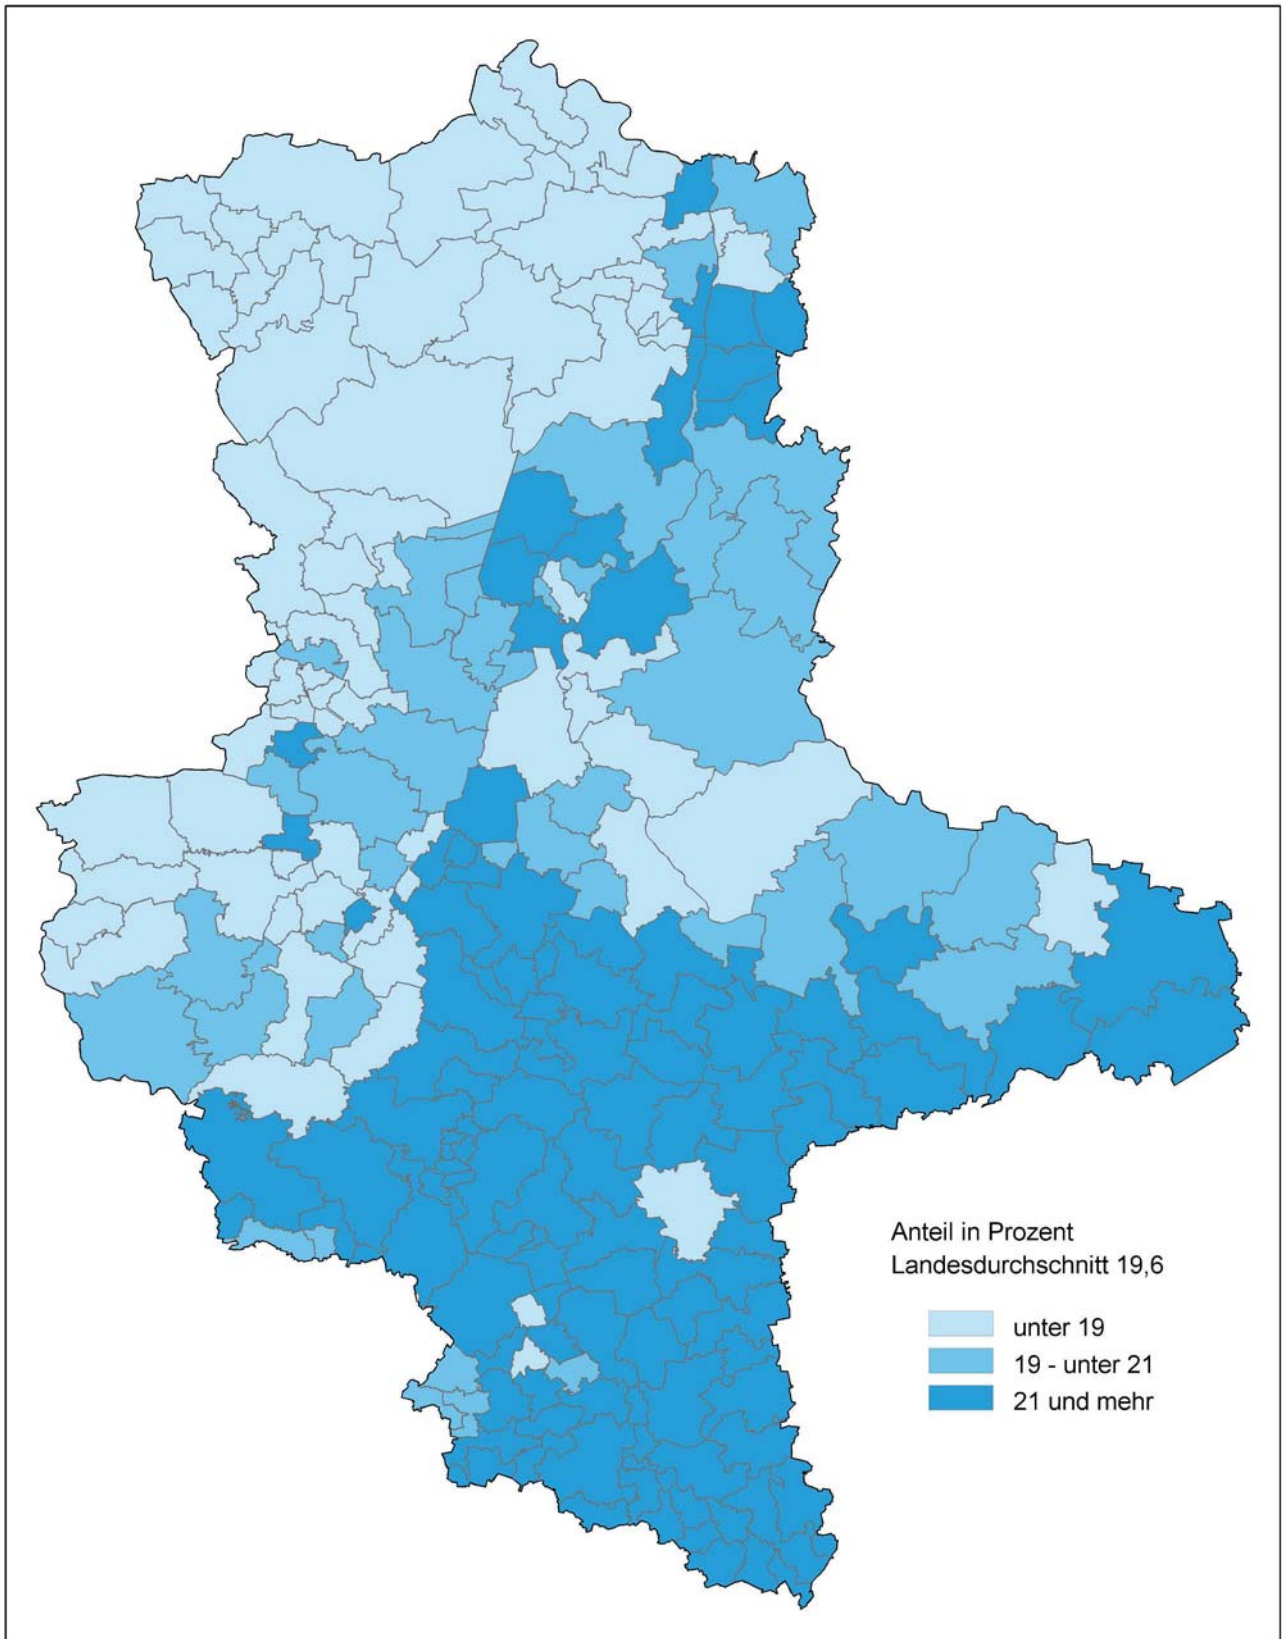 Anteil in Prozent
Landesdurchschnitt 19,6
unter 19
19 - unter 21
21 und mehr